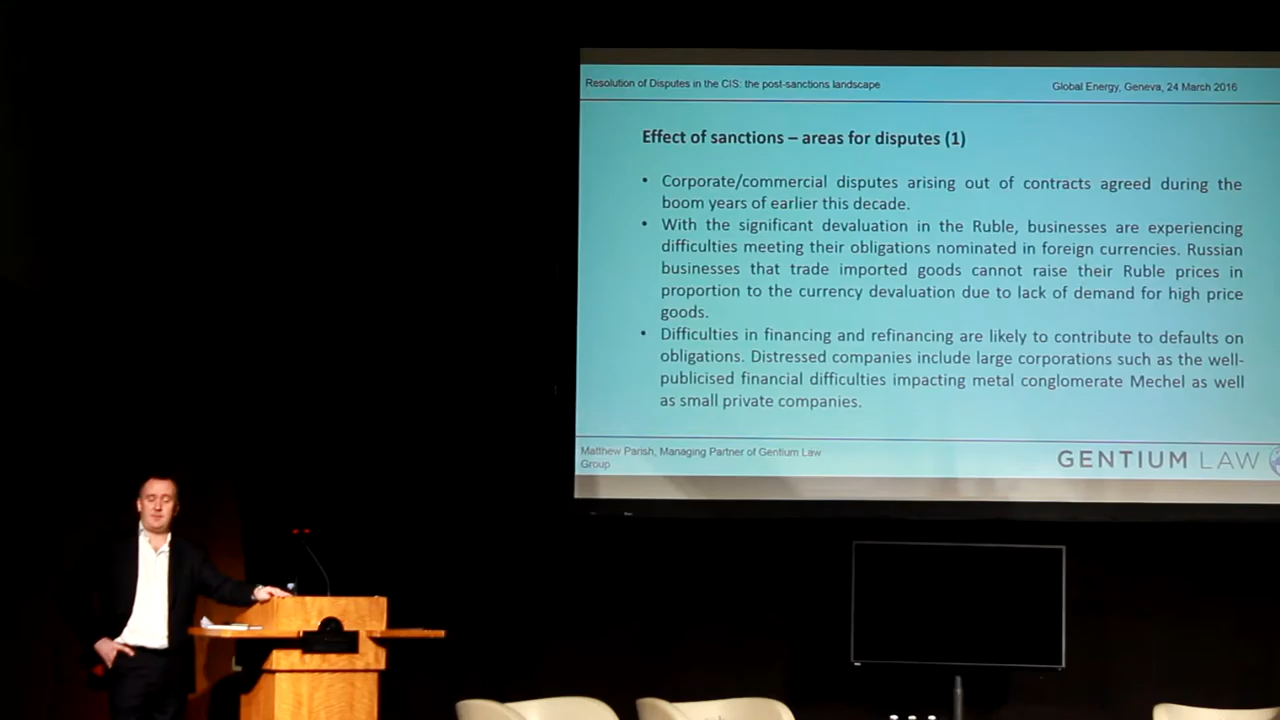 Resolution of Disputes in the CIS: the post-sanctions landscape
Global Energy, Geneva, 24 March 2016
Effect of sanctions – areas for disputes (1)
• Corporate/commercial disputes arising out of contracts agreed during the
boom years of earlier this decade.
• With the significant devaluation in the Ruble, businesses are experiencing
difficulties meeting their obligations nominated in foreign currencies. Russian
businesses that trade imported goods cannot raise their Ruble prices in
proportion to the currency devaluation due to lack of demand for high price
goods.
• Difficulties in financing and refinancing are likely to contribute to defaults on
obligations. Distressed companies include large corporations such as the well-
publicised financial difficulties impacting metal conglomerate Mechel as well
as small private companies.
Matthew Parish, Managing Partner of Gentium Law
Group
GENTIUM LAW